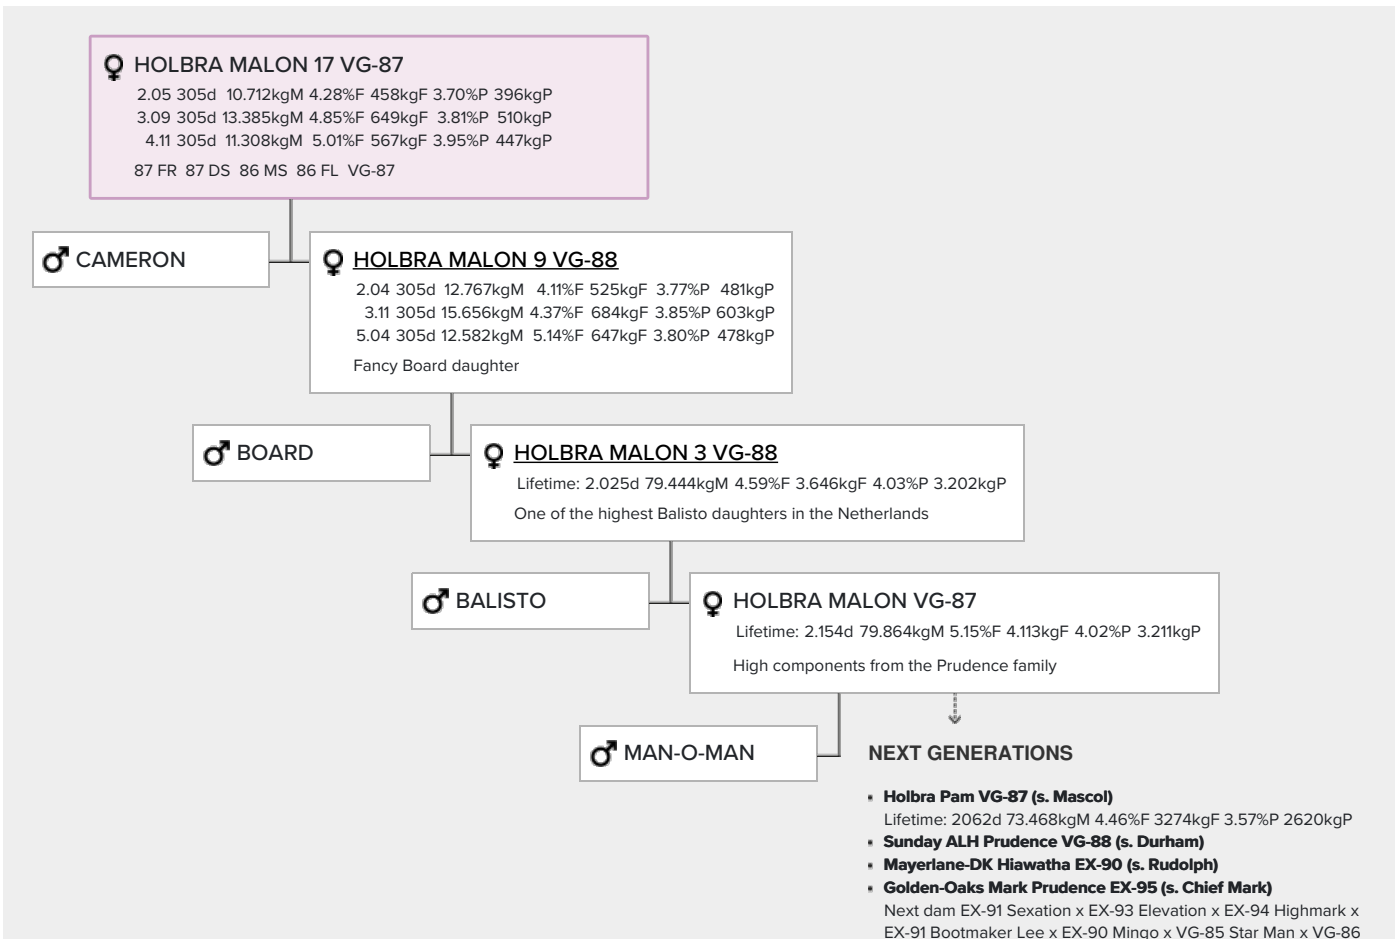 HOLBRA MALON 17 VG-87
2.05 305d 10.712kgM 4.28%F 458kgF 3.70%P 396kgP
3.09 305d 13.385kgM 4.85%F 649kgF 3.81%P 510kgP
4.11 305d 11.308kgM 5.01%F 567kgF 3.95%P 447kgP
87 FR 87 DS 86 MS 86 FL VG-87
CAMERON
HOLBRA MALON 9 VG-88
2.04 305d 12.767kgM 4.11%F 525kgF 3.77%P 481kgP
3.11 305d 15.656kgM 4.37%F 684kgF 3.85%P 603kgP
5.04 305d 12.582kgM 5.14%F 647kgF 3.80%P 478kgP
Fancy Board daughter
BOARD
HOLBRA MALON 3 VG-88
Lifetime: 2.025d 79.444kgM 4.59%F 3.646kgF 4.03%P 3.202kgP
One of the highest Balisto daughters in the Netherlands
BALISTO
HOLBRA MALON VG-87
Lifetime: 2.154d 79.864kgM 5.15%F 4.113kgF 4.02%P 3.211kgP
High components from the Prudence family
MAN-O-MAN
NEXT GENERATIONS
Holbra Pam VG-87 (s. Mascol)
Lifetime: 2062d 73.468kgM 4.46%F 3274kgF 3.57%P 2620kgP
Sunday ALH Prudence VG-88 (s. Durham)
Mayerlane-DK Hiawatha EX-90 (s. Rudolph)
Golden-Oaks Mark Prudence EX-95 (s. Chief Mark)
Next dam EX-91 Sexation x EX-93 Elevation x EX-94 Highmark x
EX-91 Bootmaker Lee x EX-90 Mingo x VG-85 Star Man x VG-86